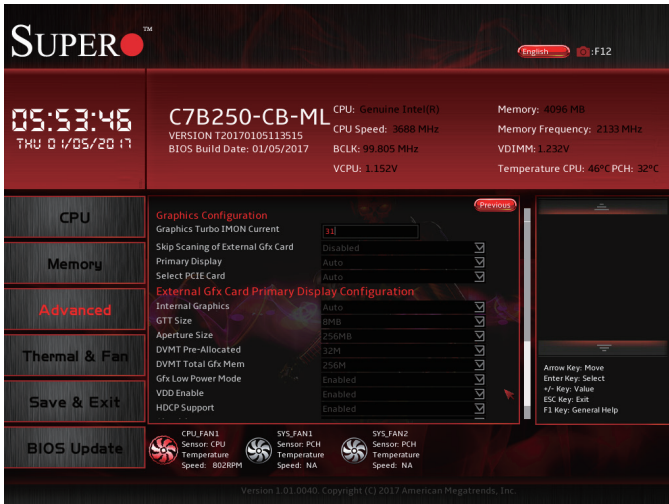 SUPER TM
English :F12
05:53:46
THU 01/05/2017
C7B250-CB-ML
VERSION T20170105113515
BIOS Build Date: 01/05/2017
CPU: Genuine Intel(R)
CPU Speed: 3688 MHz
BCLK: 99.805 MHz
VCPU: 1.152V
Memory: 4096 MB
Memory Frequency: 2133 MHz
VDIMM: 1.232V
Temperature CPU: 46°C PCH: 32°C
CPU
Memory
Advanced
Thermal & Fan
Save & Exit
BIOS Update
Previous
Graphics Configuration
Graphics Turbo IMON Current 31
Skip Scaning of External Gfx Card Disabled
Primary Display Auto
Select PCIE Card Auto
External Gfx Card Primary Display Configuration
Internal Graphics Auto
GTT Size 8MB
Aperture Size 256MB
DVMT Pre-Allocated 32M
DVMT Total Gfx Mem 256M
Gfx Low Power Mode Enabled
VDD Enable Enabled
HDCP Support Enabled
Arrow Key: Move
Enter Key: Select
+/- Key: Value
ESC Key: Exit
F1 Key: General Help
CPU_FAN1
Sensor: CPU
Temperature
Speed: 802RPM
SYS_FAN1
Sensor: PCH
Temperature
Speed: NA
SYS_FAN2
Sensor: PCH
Temperature
Speed: NA
Version 1.01.0040. Copyright (C) 2017 American Megatrends, Inc.